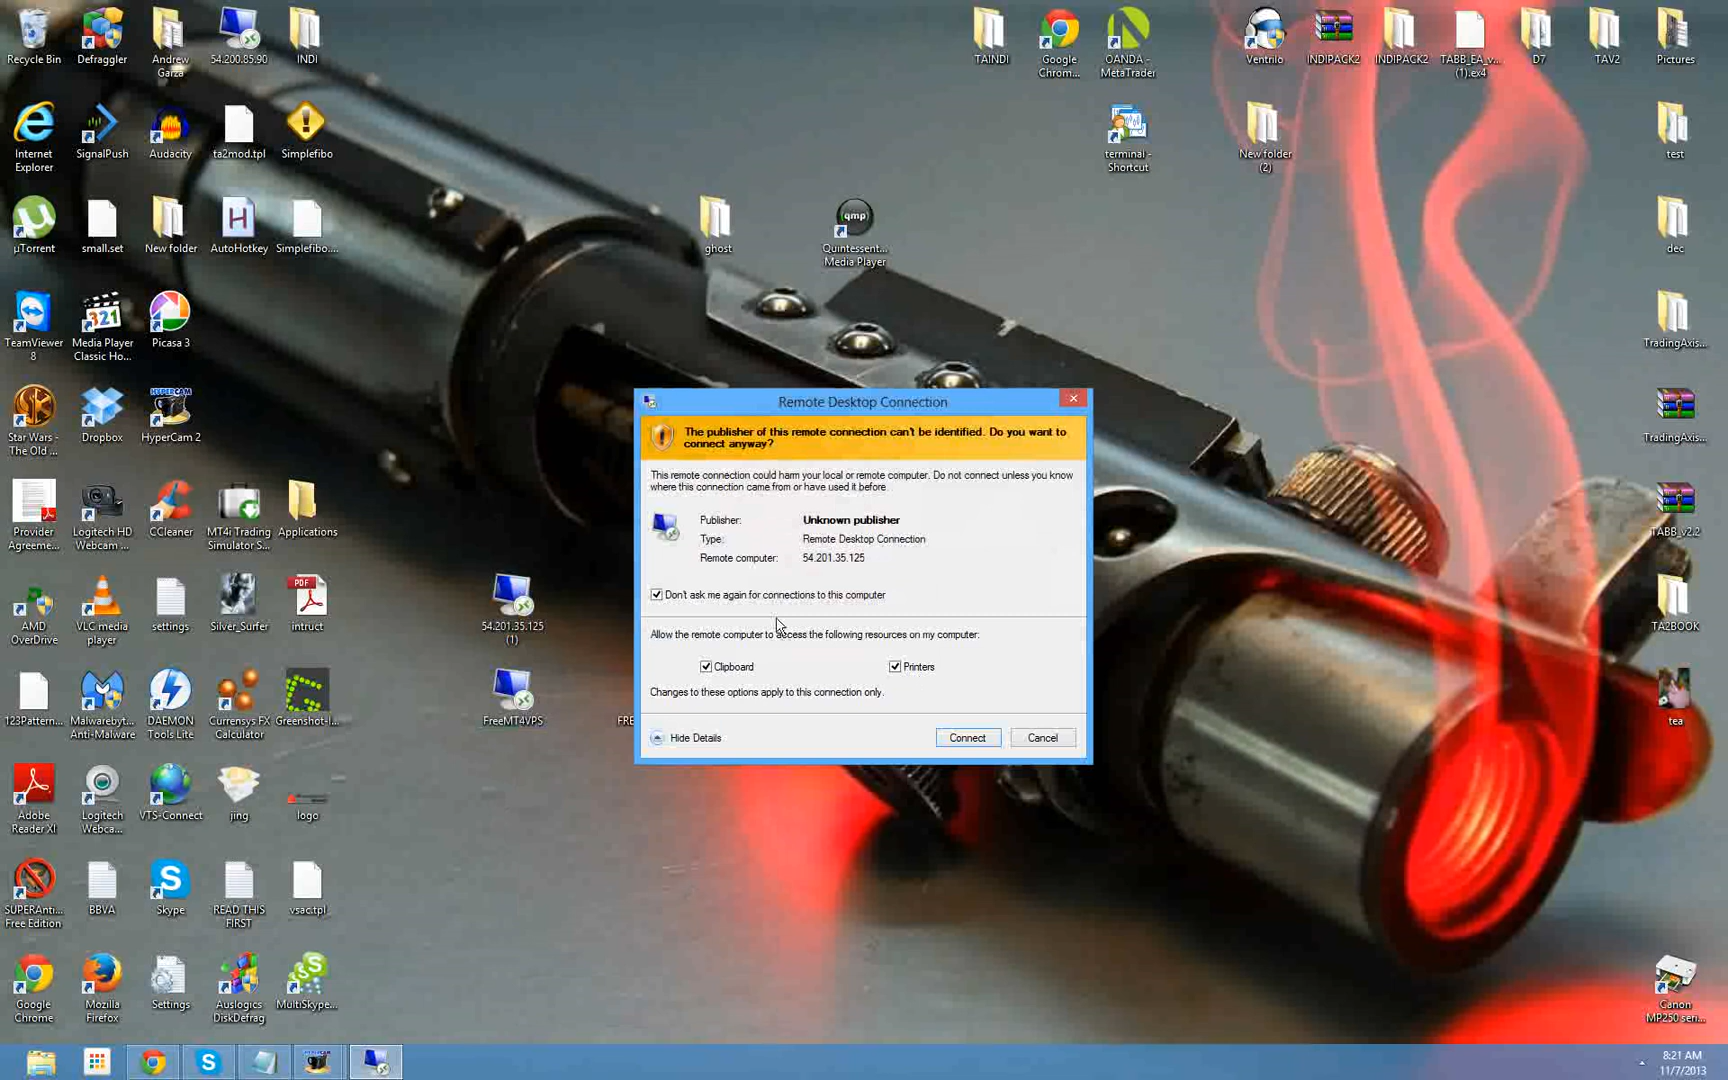 Recycle Bin
Defraggler
Andrew
Garza
54.200.85.90
INDI
TAINDI
Google
Chrom...
OANDA -
MetaTrader
Ventrilo
INDIPACK2
INDIPACK2
TABB_EA_v...
(1).ex4
D7
TAV2
Pictures
Internet
Explorer
SignalPush
Audacity
ta2mod.tpl
Simplefibo
terminal -
Shortcut
New folder
(2)
test
µTorrent
small.set
New folder
H
AutoHotkey
Simplefibo....
ghost
qmp
Quintessent...
Media Player
dec
TeamViewer
8
321
Media Player
Classic Ho...
Picasa 3
TradingAxis...
Star Wars -
The Old ...
Dropbox
HYPERCAM
HyperCam 2
TradingAxis...
Provider
Agreeme...
Logitech HD
Webcam ...
CCleaner
MT4i Trading
Simulator S...
Applications
TABB_v2.2
AMD
OverDrive
VLC media
player
settings
Silver_Surfer
PDF
intruct
54.201.35.125
(1)
TA2BOOK
123Pattern...
Malwareby...
Anti-Malware
DAEMON
Tools Lite
Currensys FX
Calculator
Greenshot-I...
FreeMT4VPS
FRE
tea
Adobe
Reader XI
Logitech
Webca...
VTS-Connect
jing
logo
SUPERAnti...
Free Edition
BBVA
Skype
READ THIS
FIRST
vsac.tpl
Google
Chrome
Mozilla
Firefox
Settings
Auslogics
DiskDefrag
MultiSkype...
Canon
MP250 seri...
Remote Desktop Connection
The publisher of this remote connection can't be identified. Do you want to
connect anyway?
This remote connection could harm your local or remote computer. Do not connect unless you know
where this connection came from or have used it before.
Publisher: Unknown publisher
Type: Remote Desktop Connection
Remote computer: 54.201.35.125
Don't ask me again for connections to this computer
Allow the remote computer to access the following resources on my computer:
Clipboard
Printers
Changes to these options apply to this connection only.
Hide Details
Connect
Cancel
8:21 AM
11/7/2013